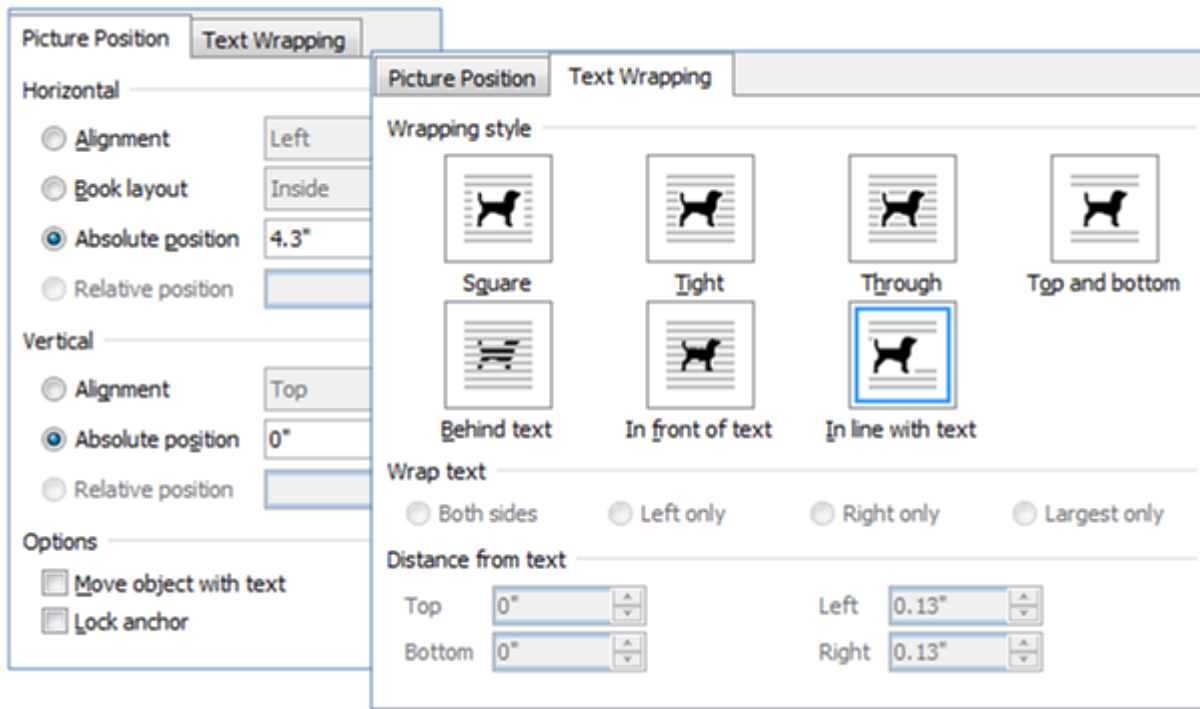 Picture Position Text Wrapping
Horizontal
Alignment Left
Book layout Inside
Absolute position 4.3"
Relative position
Vertical
Alignment Top
Absolute position 0"
Relative position
Options
Move object with text
Lock anchor
Picture Position Text Wrapping
Wrapping style
Square Tight Through Top and bottom
Behind text In front of text In line with text
Wrap text
Both sides Left only Right only Largest only
Distance from text
Top 0" Left 0.13"
Bottom 0" Right 0.13"